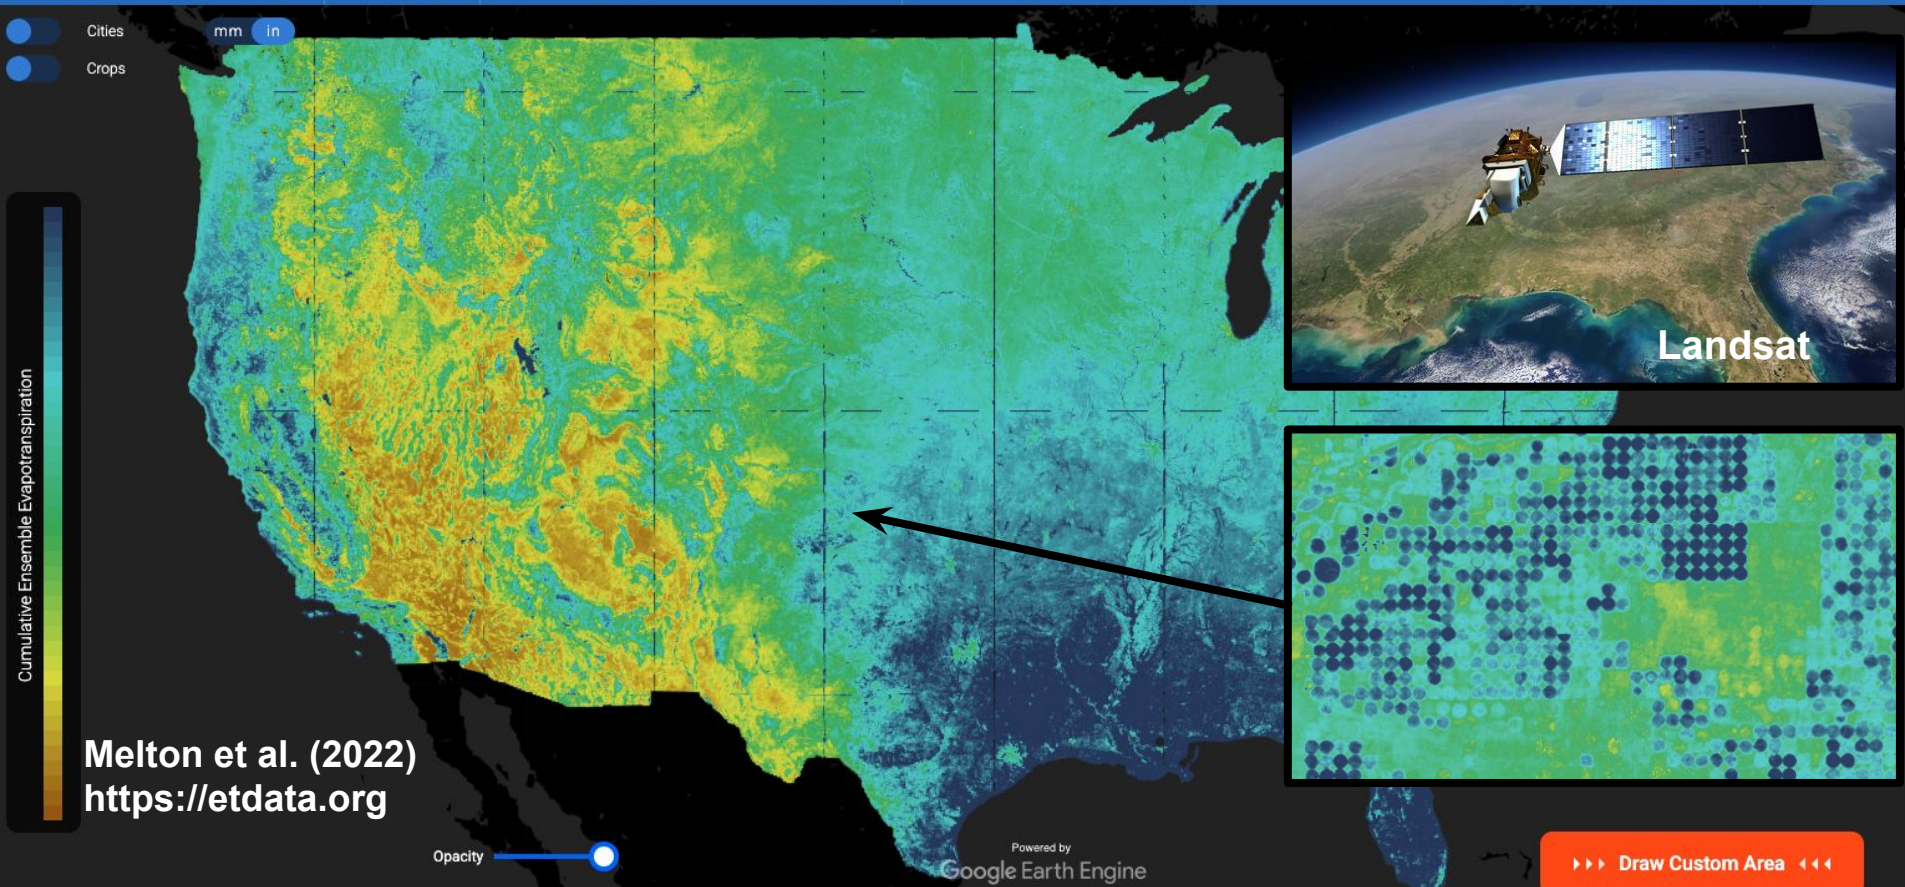 Cities
mm in
Crops
Landsat
Cumulative Ensemble Evapotranspiration
Melton et al. (2022)
https://etdata.org
Opacity
Powered by
Google Earth Engine
Draw Custom Area